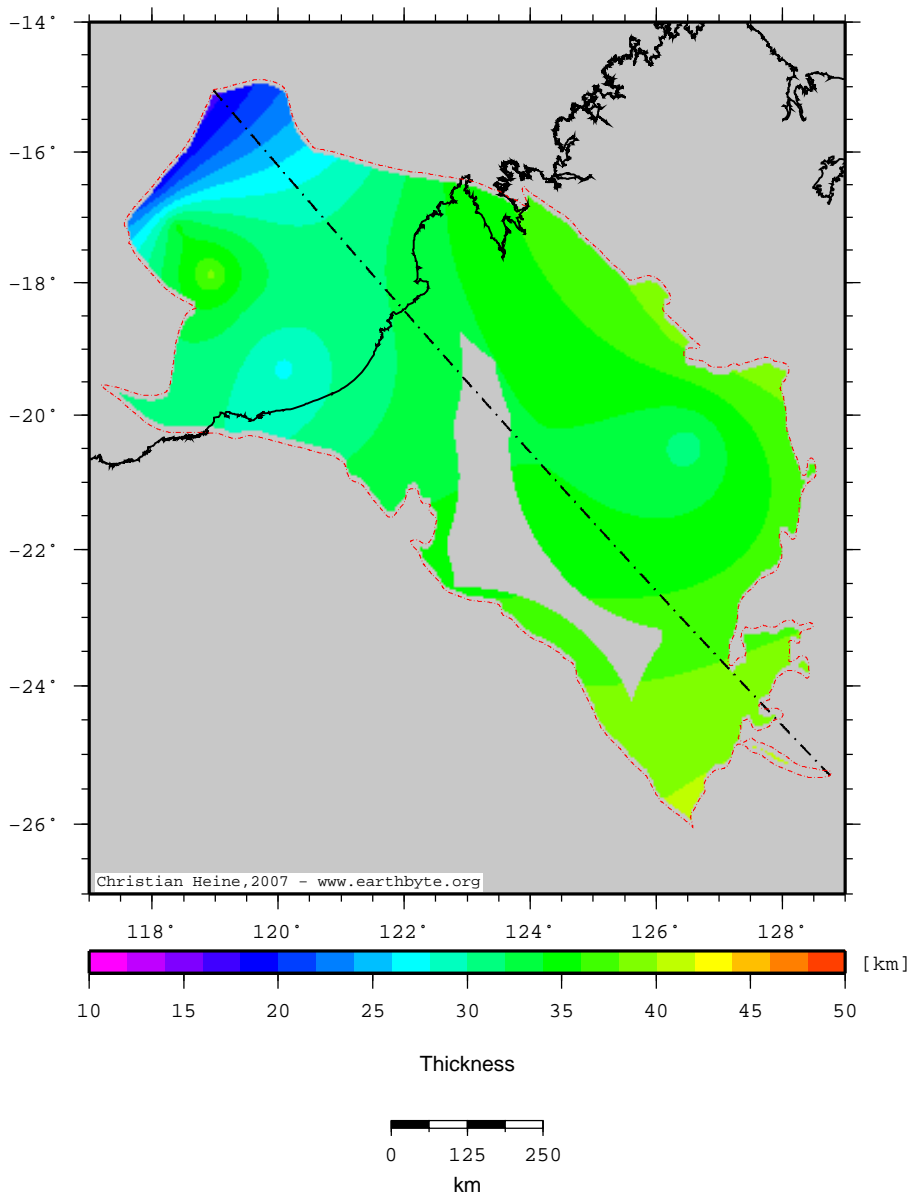 −14˚
−16˚
−18˚
−20˚
−22˚
−24˚
−26˚
Christian Heine,2007 − www.earthbyte.org
118˚ 120˚ 122˚ 124˚ 126˚ 128˚
[km]
10 15 20 25 30 35 40 45 50
Thickness
0 125 250
km